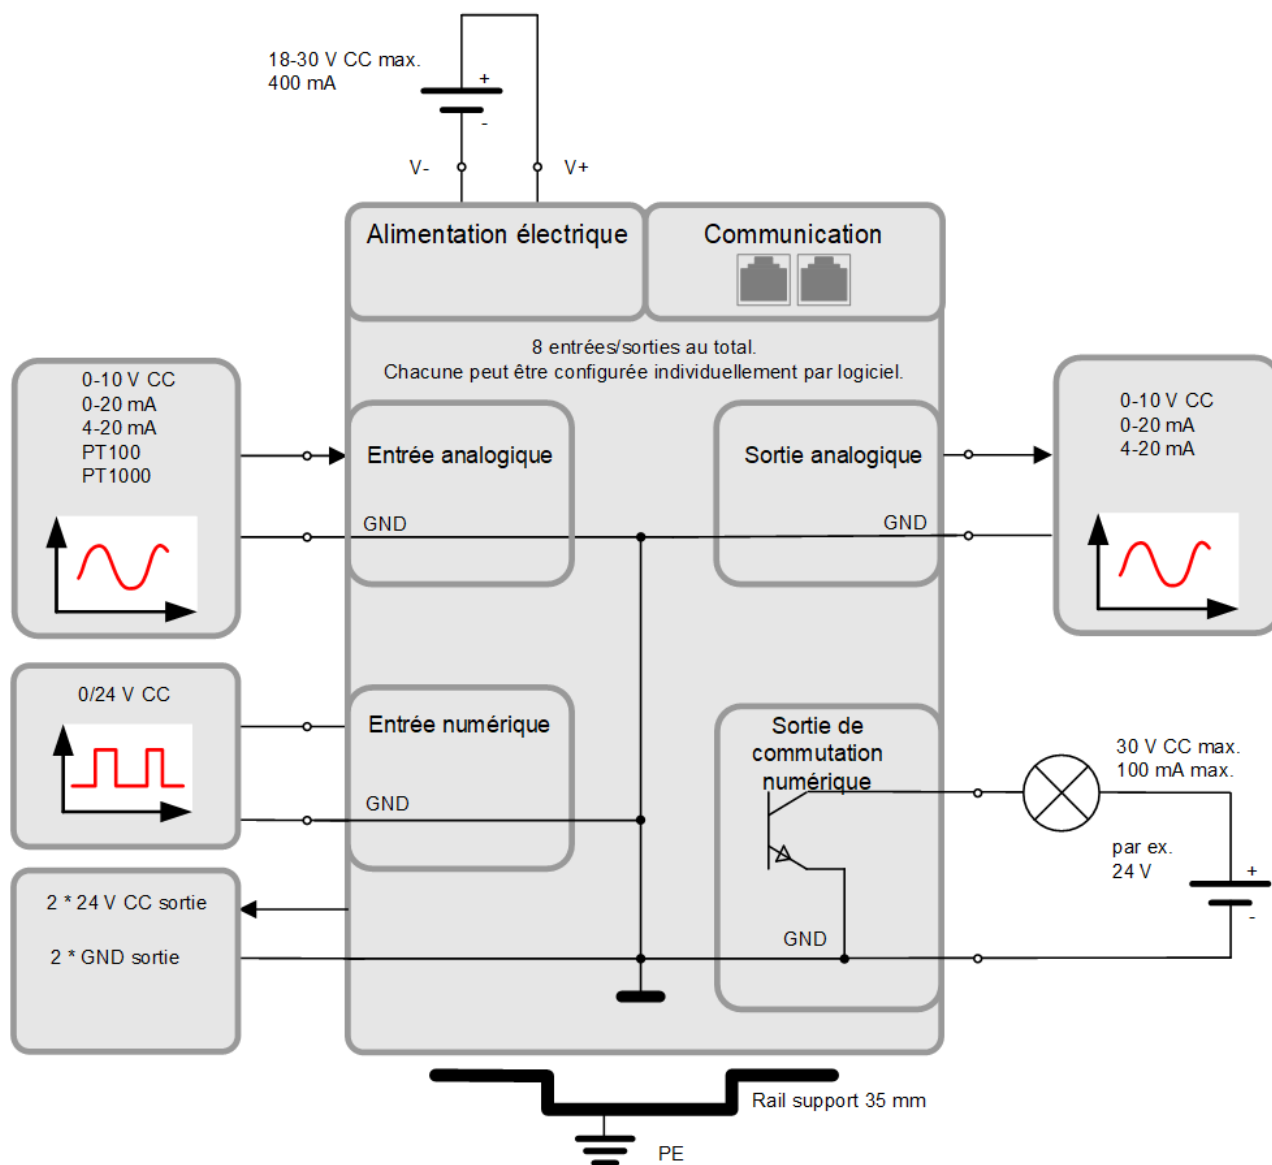 18-30 V CC max.
400 mA
+
-
V-
V+
Alimentation électrique
Communication
8 entrées/sorties au total.
Chacune peut être configurée individuellement par logiciel.
0-10 V CC
0-20 mA
4-20 mA
PT100
PT1000
Entrée analogique
GND
Sortie analogique
GND
0-10 V CC
0-20 mA
4-20 mA
0/24 V CC
Entrée numérique
GND
Sortie de
commutation
numérique
GND
30 V CC max.
100 mA max.
par ex.
24 V
+
-
2 * 24 V CC sortie
2 * GND sortie
Rail support 35 mm
PE